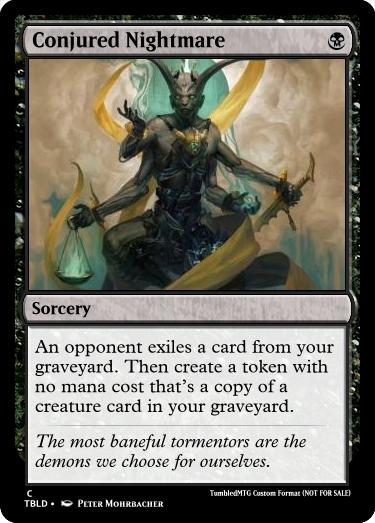 Conjured Nightmare
Sorcery
An opponent exiles a card from your
graveyard. Then create a token with
no mana cost that's a copy of a
creature card in your graveyard.
The most baneful tormentors are the
demons we choose for ourselves.
C
TBLD • Peter Mohrbacher
TumbledMTG Custom Format (NOT FOR SALE)